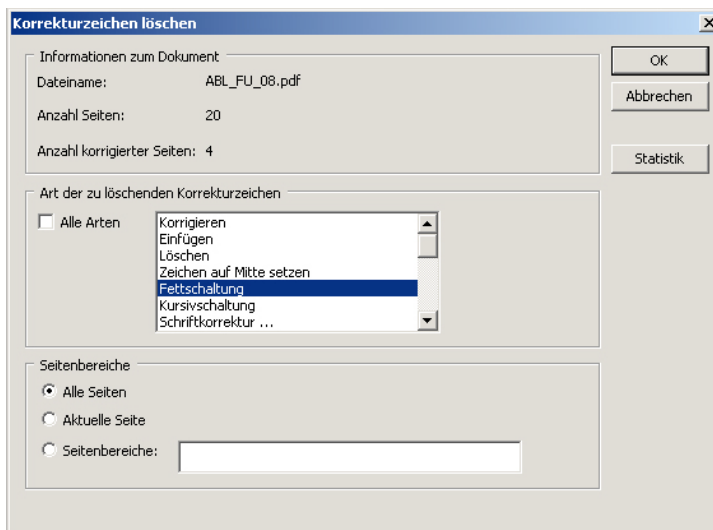 Korrekturzeichen löschen
Informationen zum Dokument
Dateiname: ABL_FU_08.pdf
Anzahl Seiten: 20
Anzahl korrigierter Seiten: 4
OK
Abbrechen
Statistik
Art der zu löschenden Korrekturzeichen
Alle Arten
Korrigieren
Einfügen
Löschen
Zeichen auf Mitte setzen
Fettschaltung
Kursivschaltung
Schriftkorrektur ...
Seitenbereiche
Alle Seiten
Aktuelle Seite
Seitenbereiche: